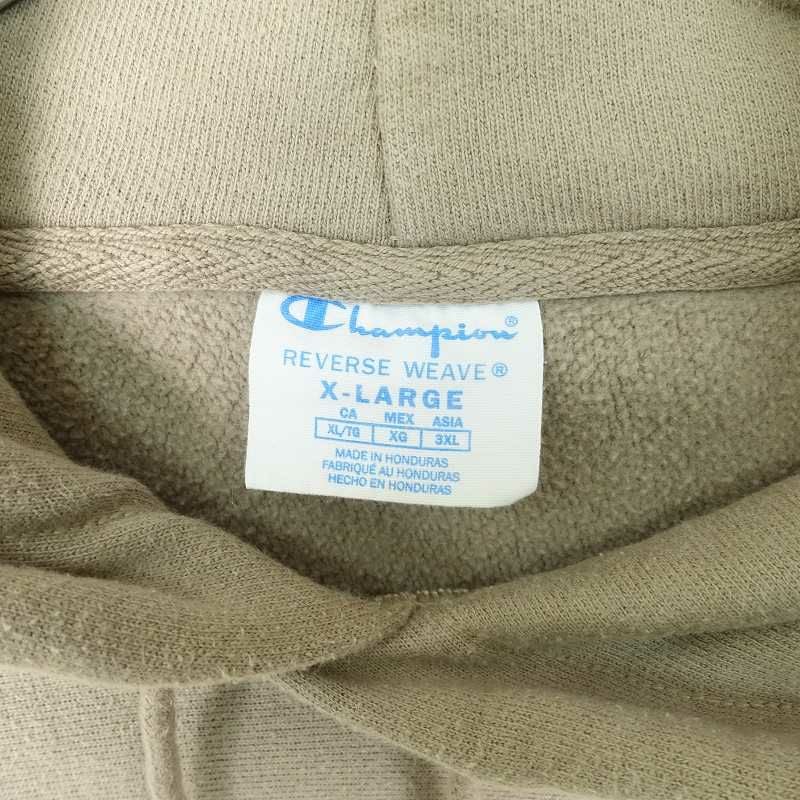 Champion®
REVERSE WEAVE®
X-LARGE
CA MEX ASIA
XL/TG XG 3XL
MADE IN HONDURAS
FABRIQUÉ AU HONDURAS
HECHO EN HONDURAS